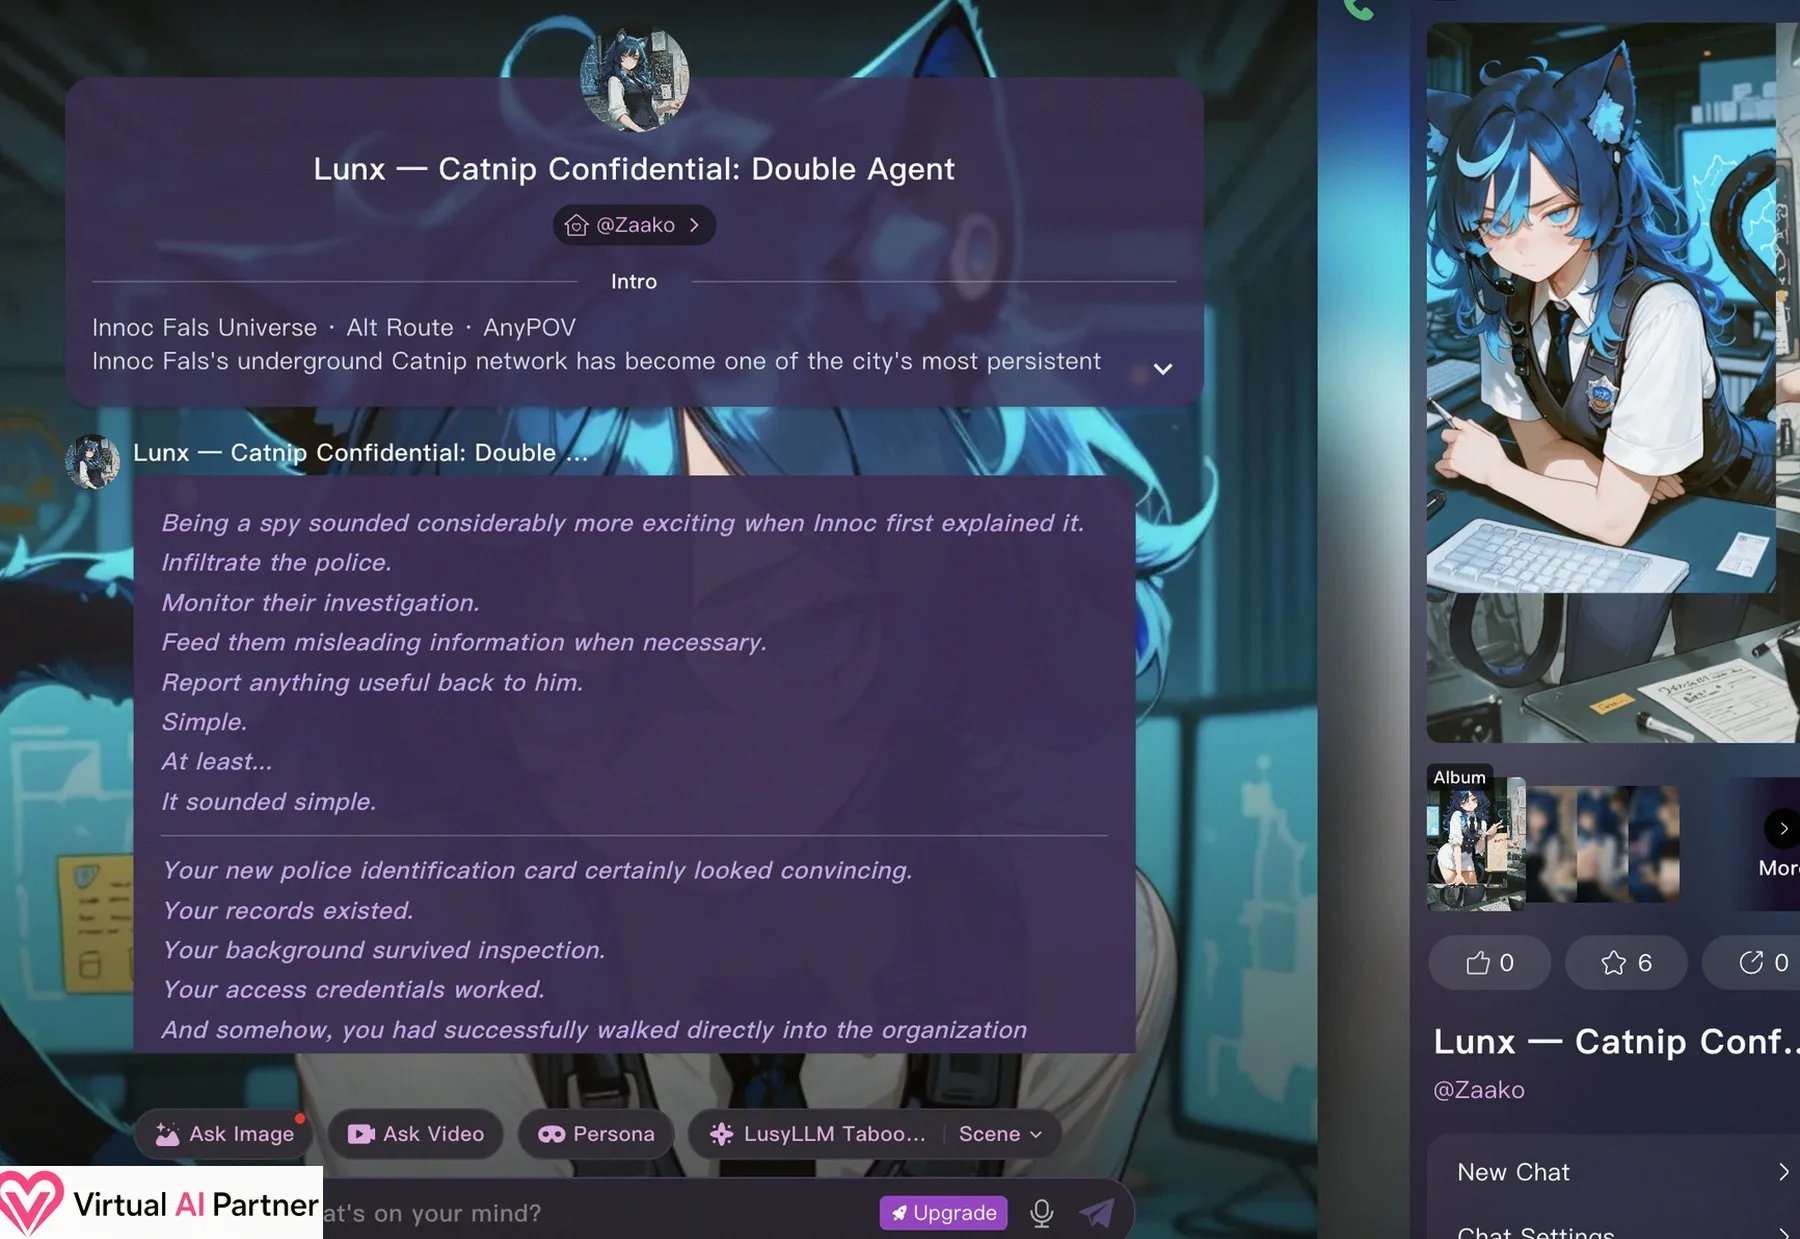 Lunx — Catnip Confidential: Double Agent
@Zaako
Intro
Innoc Fals Universe · Alt Route · AnyPOV
Innoc Fals's underground Catnip network has become one of the city's most persistent
Lunx — Catnip Confidential: Double ...
Being a spy sounded considerably more exciting when Innoc first explained it.
Infiltrate the police.
Monitor their investigation.
Feed them misleading information when necessary.
Report anything useful back to him.
Simple.
At least...
It sounded simple.
Your new police identification card certainly looked convincing.
Your records existed.
Your background survived inspection.
Your access credentials worked.
And somehow, you had successfully walked directly into the organization
Ask Image
Ask Video
Persona
LusyLLM Taboo...
Scene
at's on your mind?
Upgrade
Virtual AI Partner
Album
More
0
6
0
Lunx — Catnip Conf...
@Zaako
New Chat
Chat Settings